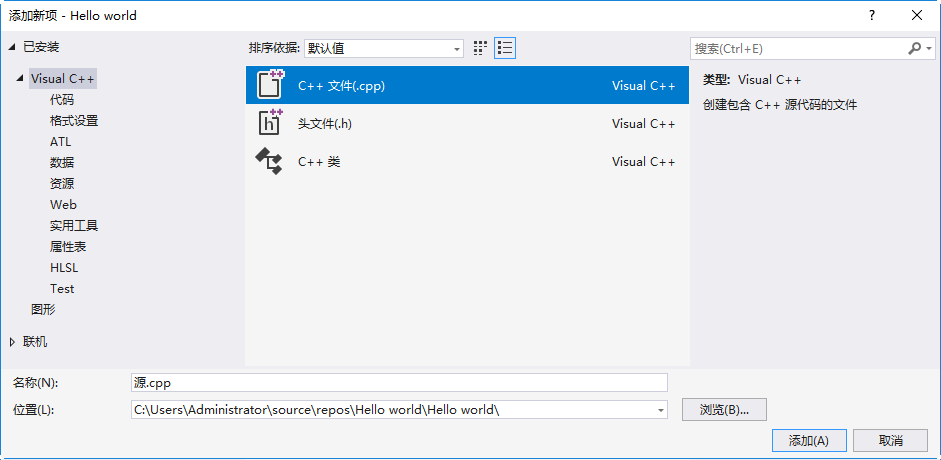 添加新项 - Hello world
?
已安装
Visual C++
代码
格式设置
ATL
数据
资源
Web
实用工具
属性表
HLSL
Test
图形
联机
排序依据: 默认值
C++ 文件(.cpp) Visual C++
头文件(.h) Visual C++
C++ 类 Visual C++
搜索(Ctrl+E)
类型: Visual C++
创建包含 C++ 源代码的文件
名称(N): 源.cpp
位置(L): C:\Users\Administrator\source\repos\Hello world\Hello world\
浏览(B)...
添加(A) 取消